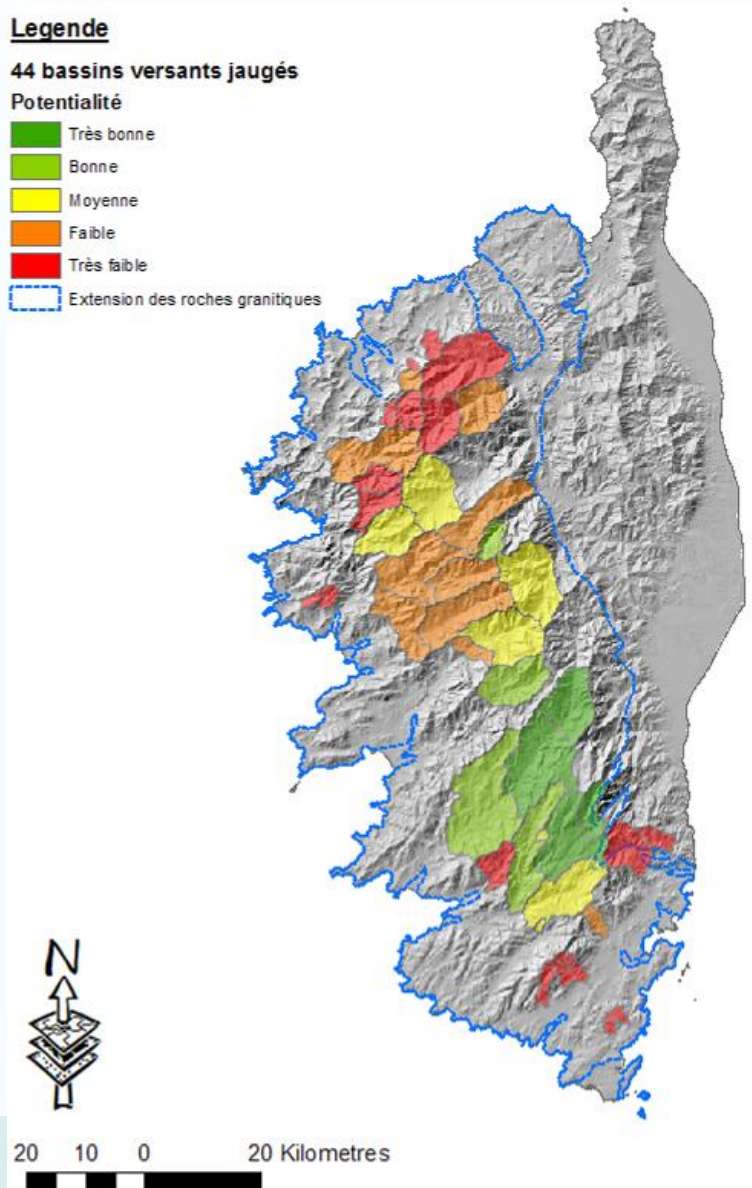 Legende
44 bassins versants jaugés
Potentialité
Très bonne
Bonne
Moyenne
Faible
Très faible
Extension des roches granitiques
N
20 10 0 20 Kilometres